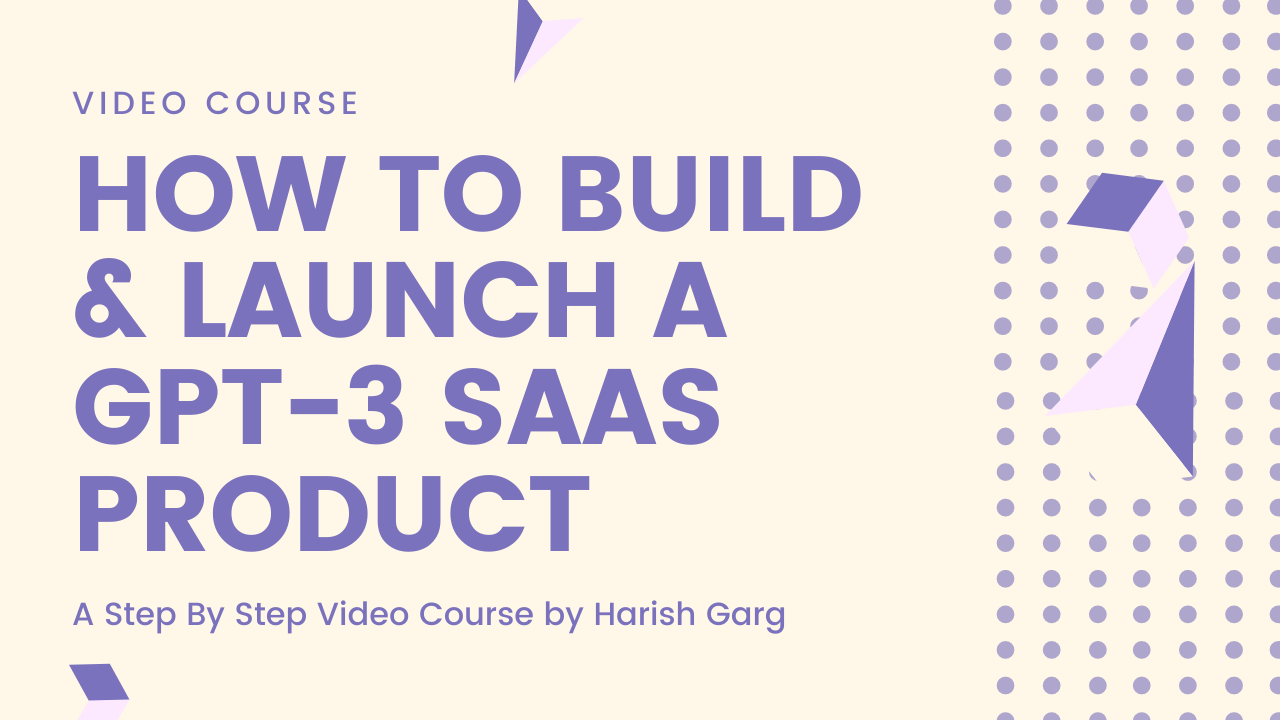 VIDEO COURSE
HOW TO BUILD
& LAUNCH A
GPT-3 SAAS
PRODUCT
A Step By Step Video Course by Harish Garg